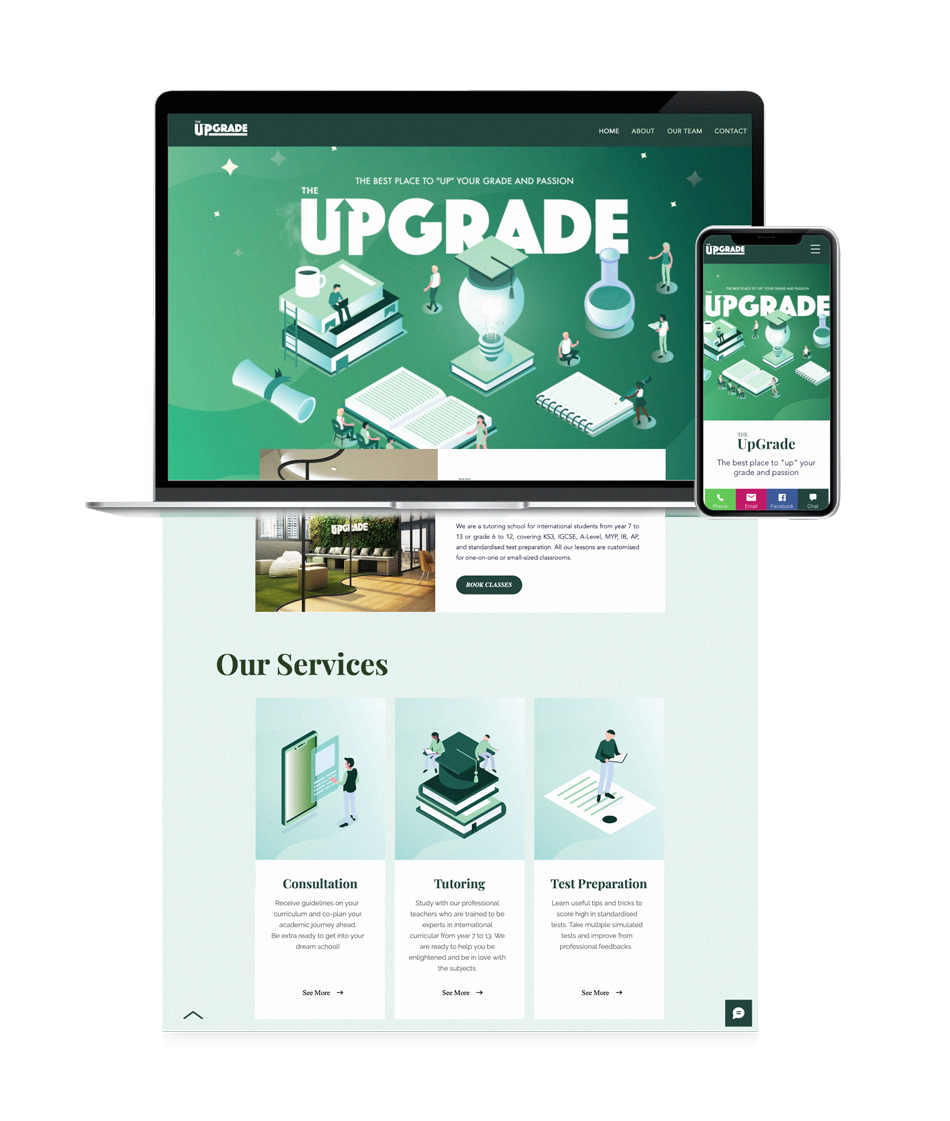 THE
UPGRADE
HOME ABOUT OUR TEAM CONTACT
THE BEST PLACE TO "UP" YOUR GRADE AND PASSION
THE
UPGRADE
THE
UPGRADE
THE BEST PLACE TO "UP" YOUR GRADE AND PASSION
THE
UPGRADE
THE
UpGrade
The best place to "up" your
grade and passion
Phone Email Facebook Chat
UPGRADE
We are a tutoring school for international students from year 7 to
13 or grade 6 to 12, covering KS3, IGCSE, A-Level, MYP, IB, AP,
and standardised test preparation. All our lessons are customised
for one-on-one or small-sized classrooms.
BOOK CLASSES
Our Services
Consultation
Receive guidelines on your
curriculum and co-plan your
academic journey ahead.
Be extra ready to get into your
dream school!
See More
Tutoring
Study with our professional
teachers who are trained to be
experts in international
curricular from year 7 to 13. We
are ready to help you be
enlightened and be in love with
the subjects.
See More
Test Preparation
Learn useful tips and tricks to
score high in standardised
tests. Take multiple simulated
tests and improve from
professional feedbacks.
See More